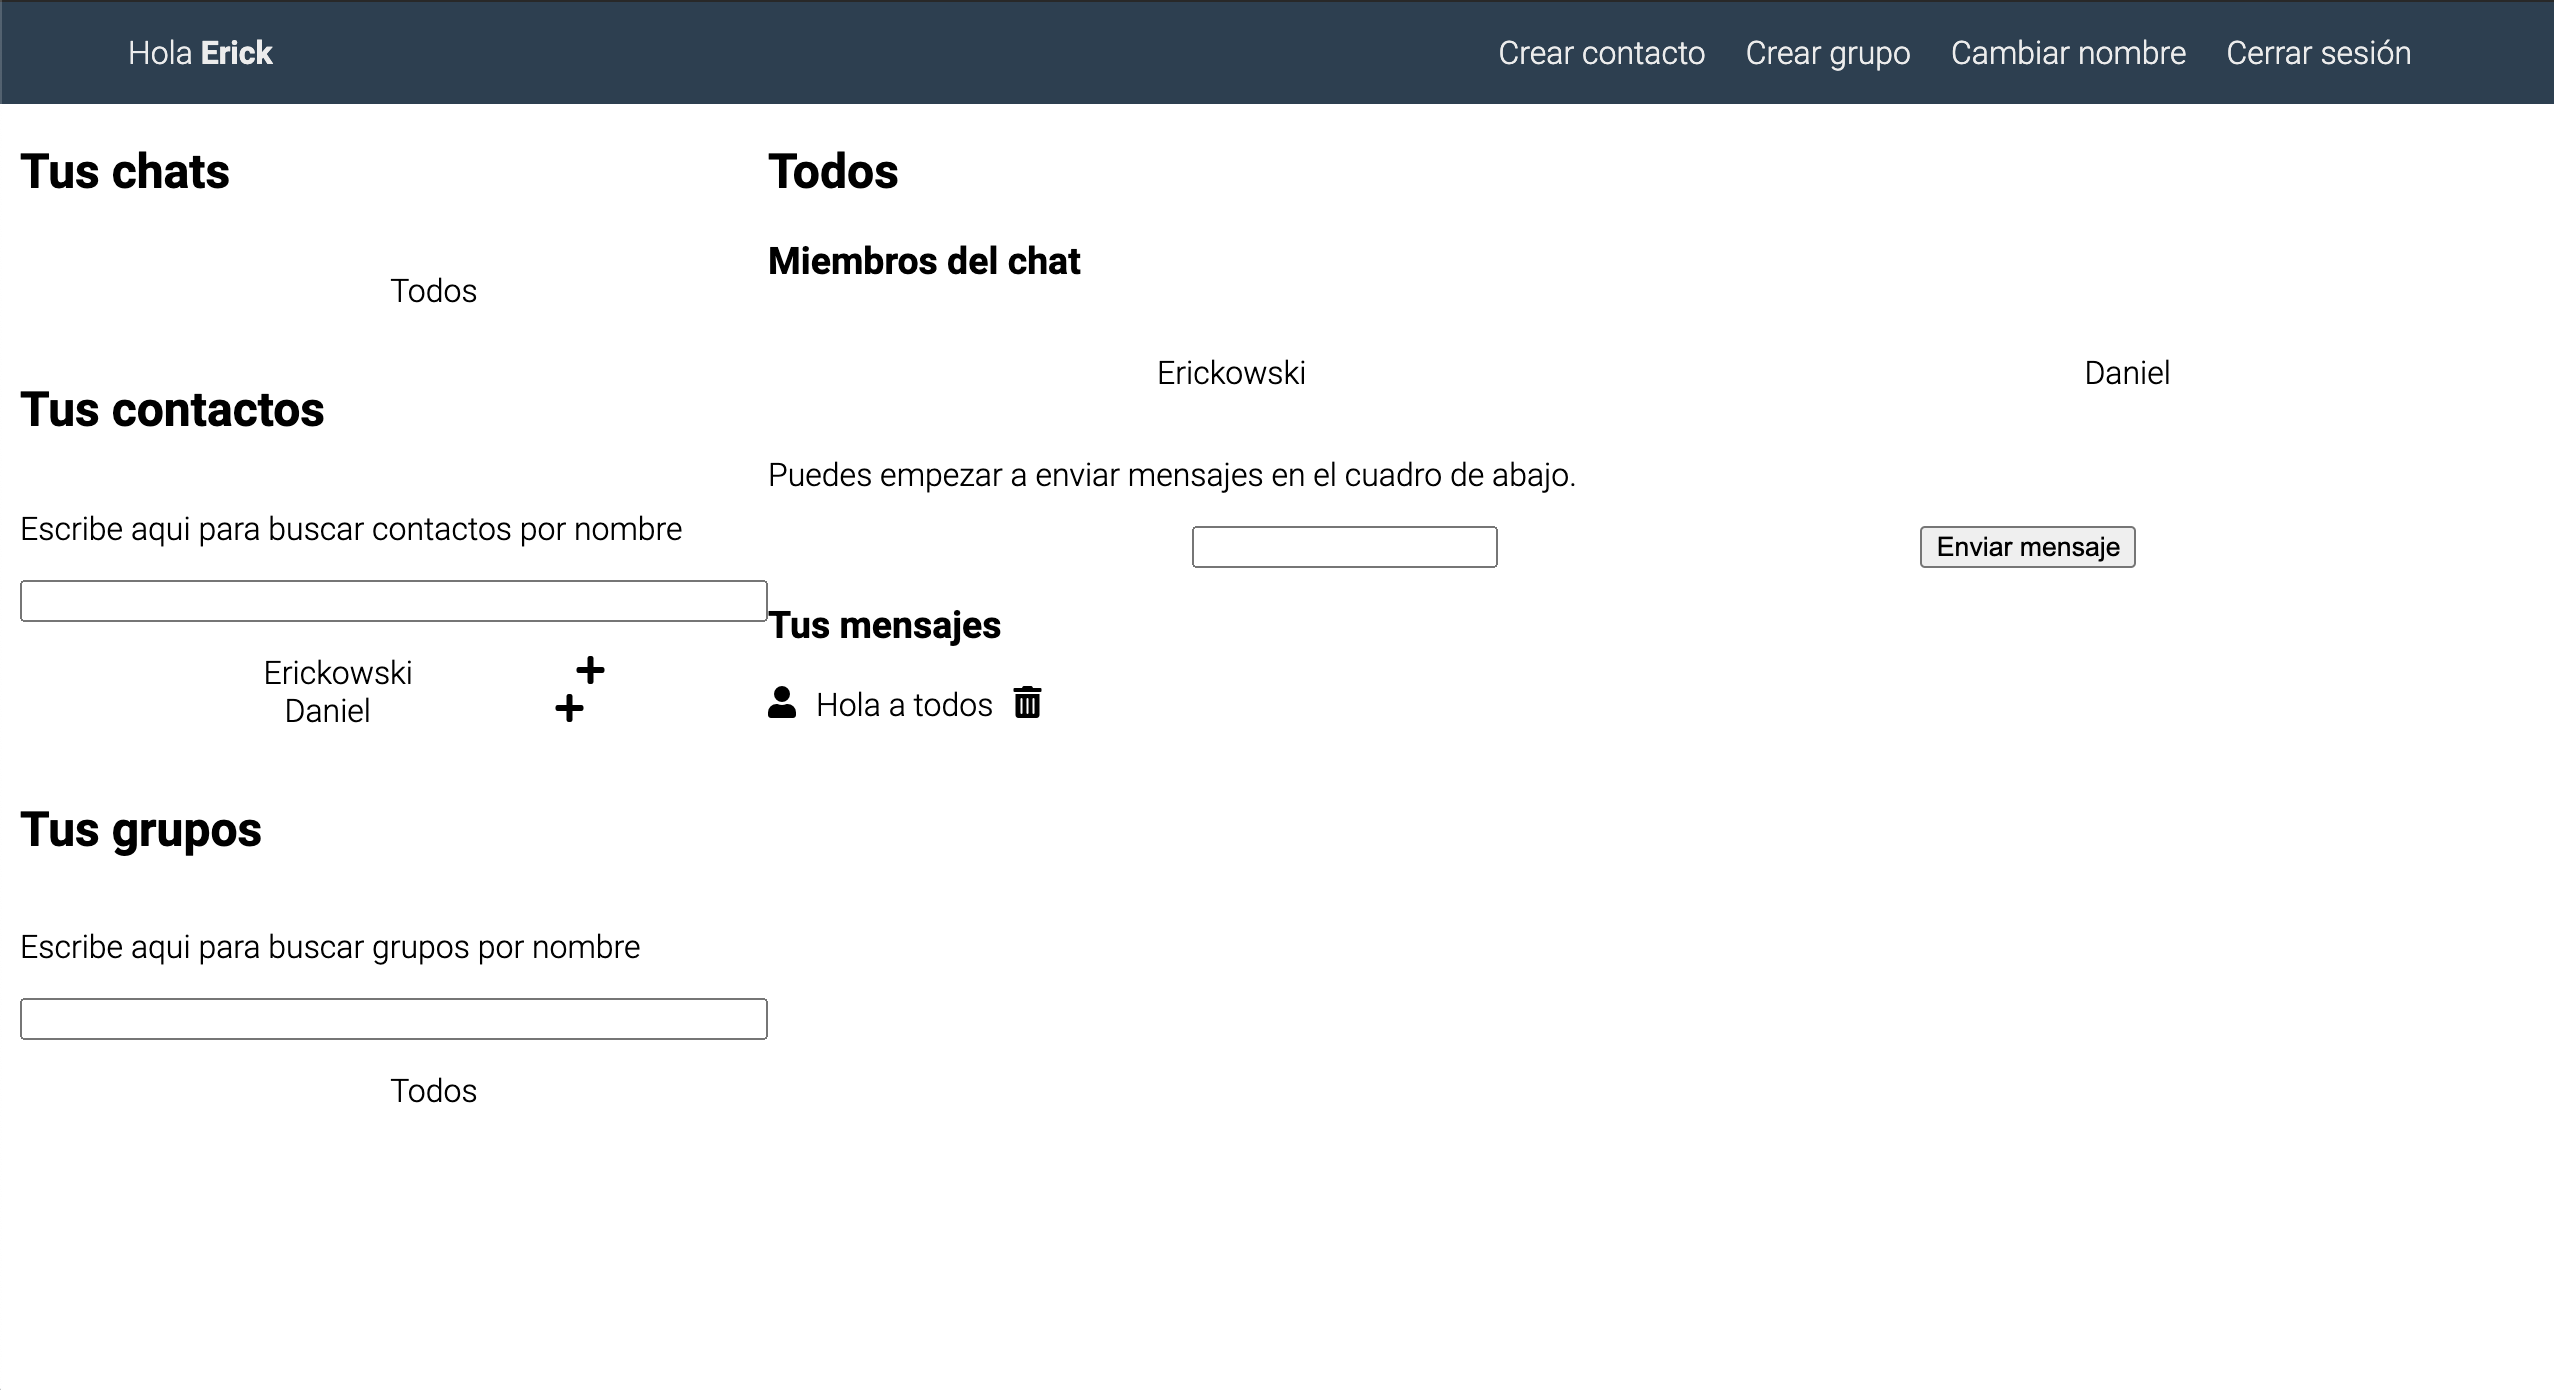 Hola Erick
Crear contacto
Crear grupo
Cambiar nombre
Cerrar sesión
Tus chats
Todos
Tus contactos
Escribe aqui para buscar contactos por nombre
Erickowski
Daniel
Tus grupos
Escribe aqui para buscar grupos por nombre
Todos
Todos
Miembros del chat
Erickowski
Daniel
Puedes empezar a enviar mensajes en el cuadro de abajo.
Enviar mensaje
Tus mensajes
Hola a todos